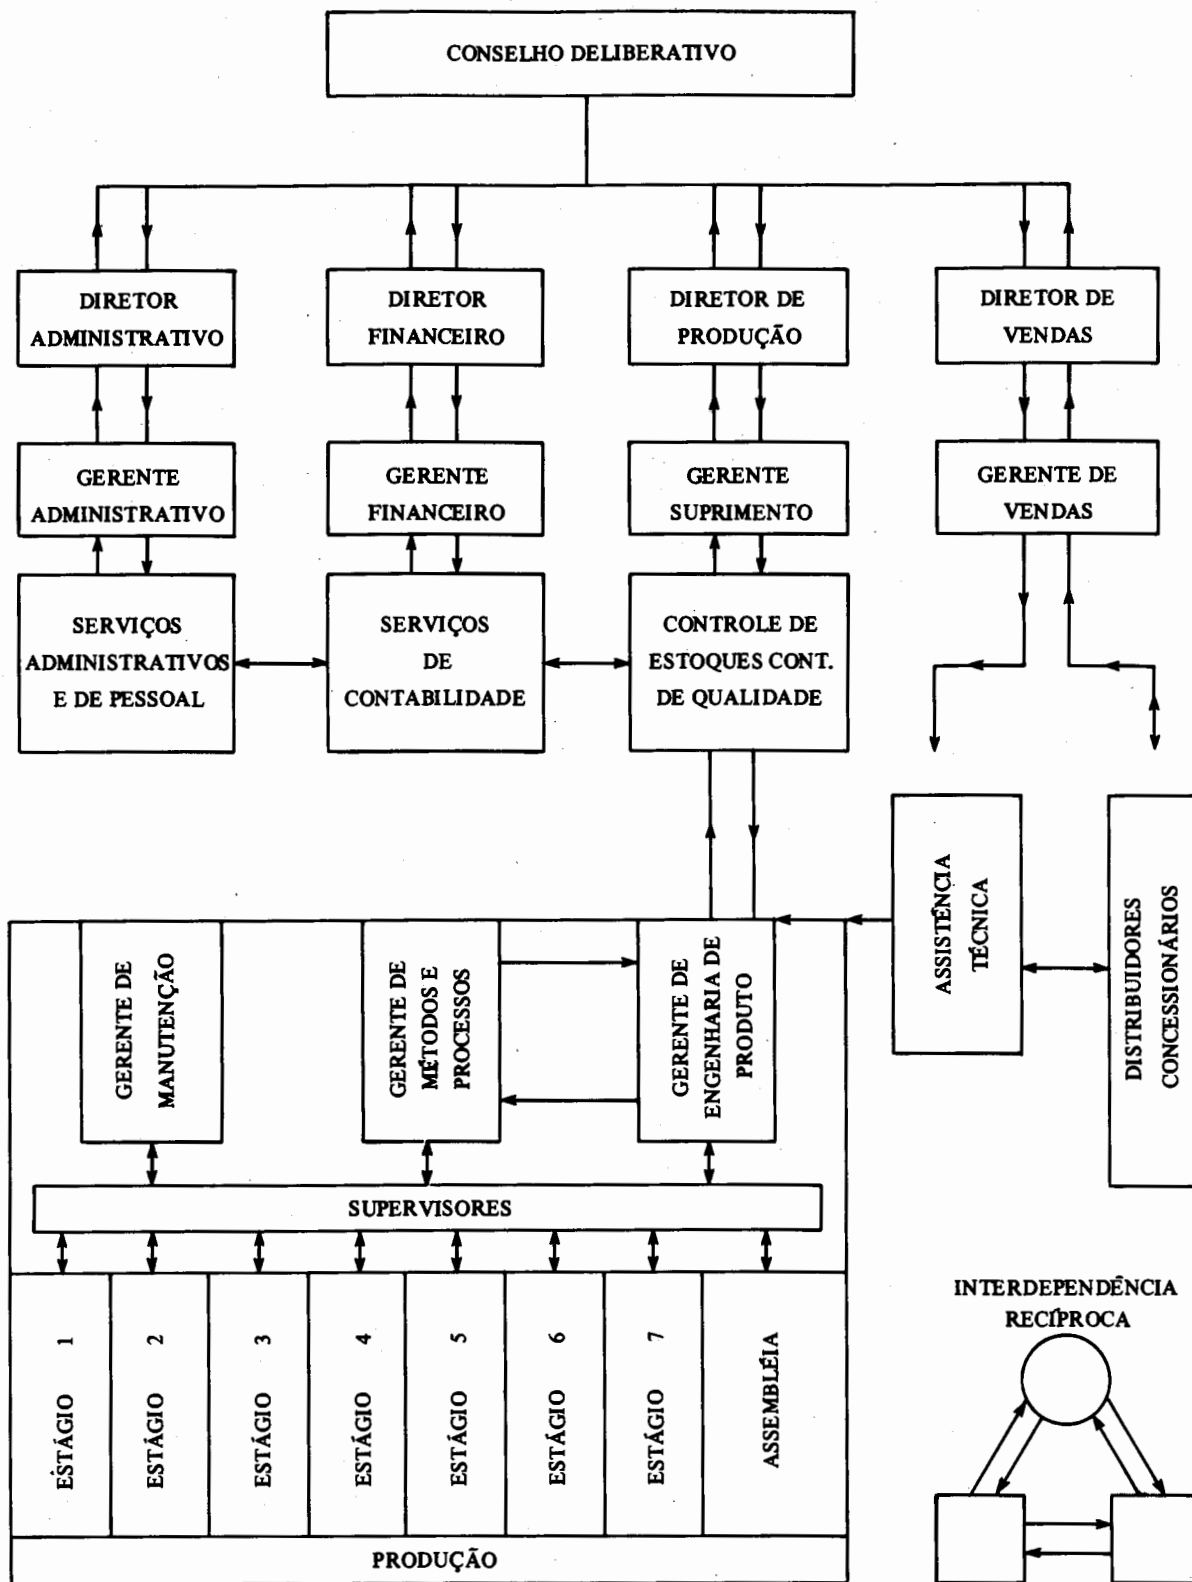 CONSELHO DELIBERATIVO
DIRETOR
ADMINISTRATIVO
DIRETOR
FINANCEIRO
DIRETOR DE
PRODUÇÃO
DIRETOR DE
VENDAS
GERENTE
ADMINISTRATIVO
GERENTE
FINANCEIRO
GERENTE
SUPRIMENTO
GERENTE DE
VENDAS
SERVIÇOS
ADMINISTRATIVOS
E DE PESSOAL
SERVIÇOS
DE
CONTABILIDADE
CONTROLE DE
ESTOQUES CONT.
DE QUALIDADE
ASSISTÊNCIA
TÉCNICA
DISTRIBUIDORES
CONCESSIONÁRIOS
GERENTE DE
MANUTENÇÃO
GERENTE DE
MÉTODOS E
PROCESSOS
GERENTE DE
ENGENHARIA DE
PRODUTO
SUPERVISORES
ESTÁGIO 1
ESTÁGIO 2
ESTÁGIO 3
ESTÁGIO 4
ESTÁGIO 5
ESTÁGIO 6
ESTÁGIO 7
ASSEMBLÉIA
PRODUÇÃO
INTERDEPENDÊNCIA
RECÍPROCA